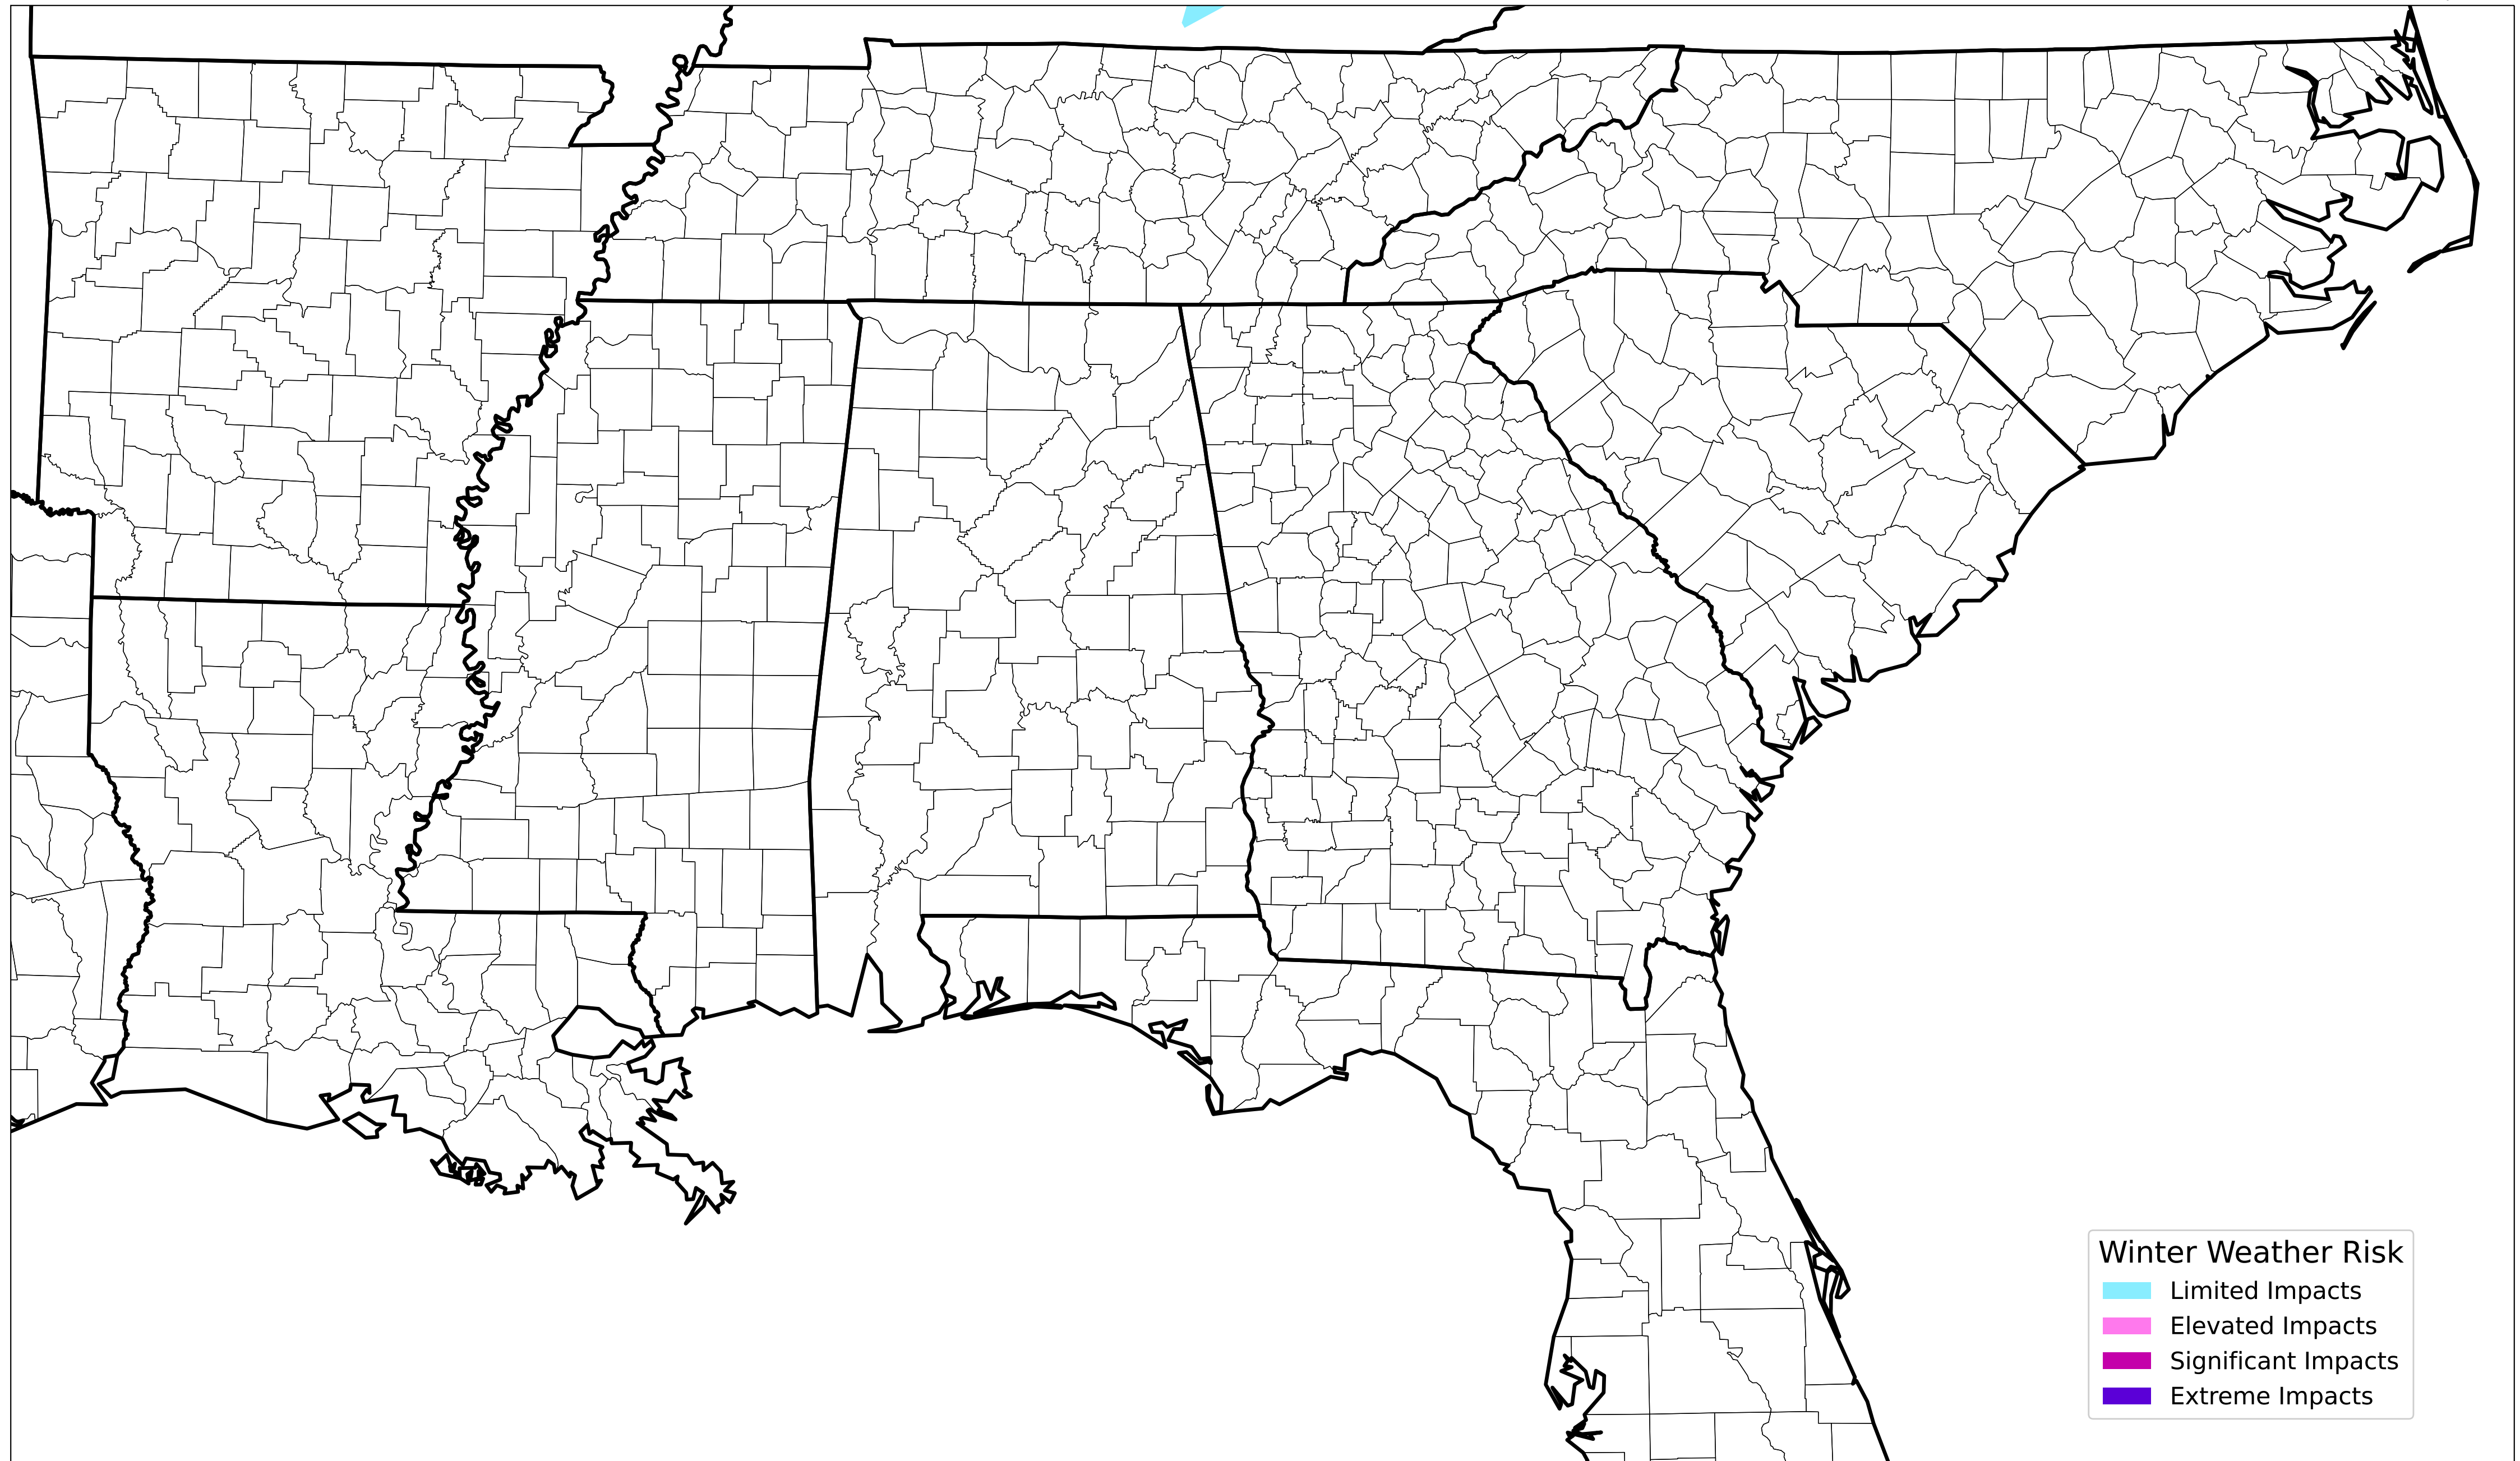 Winter Weather Risk
Limited Impacts
Elevated Impacts
Significant Impacts
Extreme Impacts